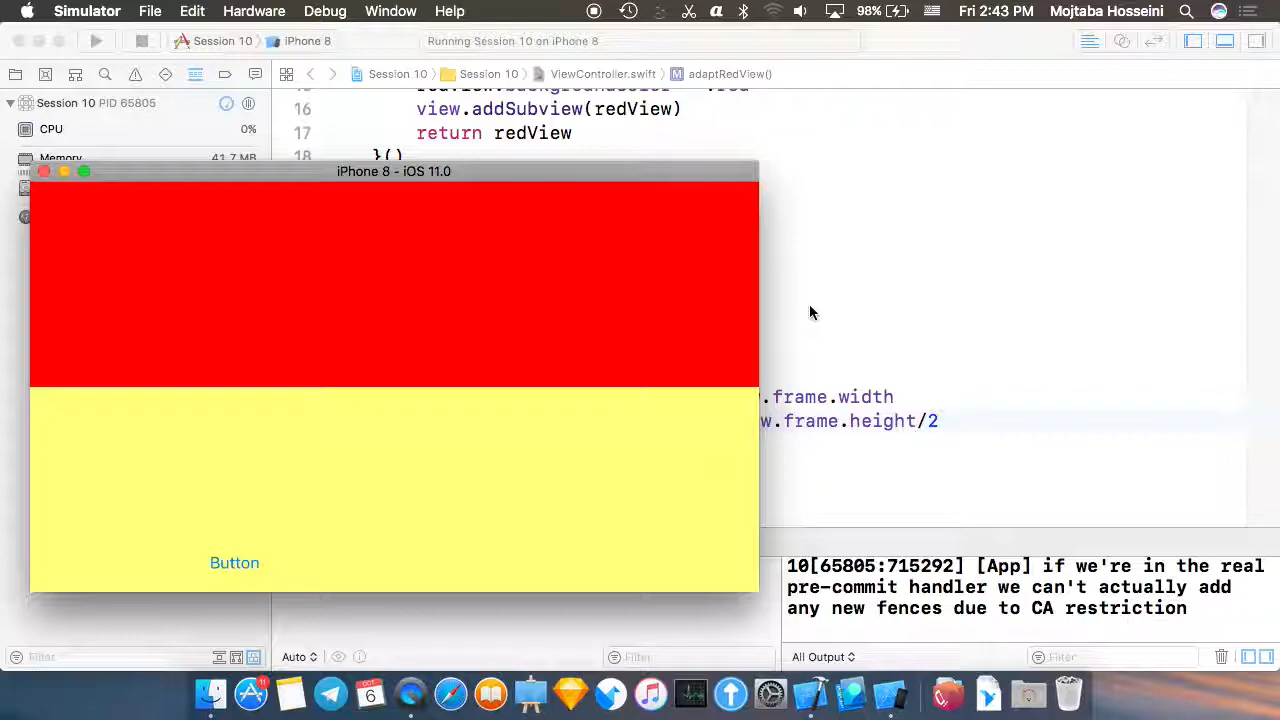 Simulator File Edit Hardware Debug Window Help 98% Fri 2:43 PM Mojtaba Hosseini
Session 10 iPhone 8 Running Session 10 on iPhone 8
Session 10 Session 10 ViewController.swift M adaptRedView()
Session 10 PID 65805
CPU 0%
Memory 41.7 MB
16 view.addSubview(redView)
17 return redView
18 }()
iPhone 8 - iOS 11.0
.frame.width
w.frame.height/2
Button
10[65805:715292] [App] if we're in the real
pre-commit handler we can't actually add
any new fences due to CA restriction
Filter Auto Filter All Output Filter
11
6